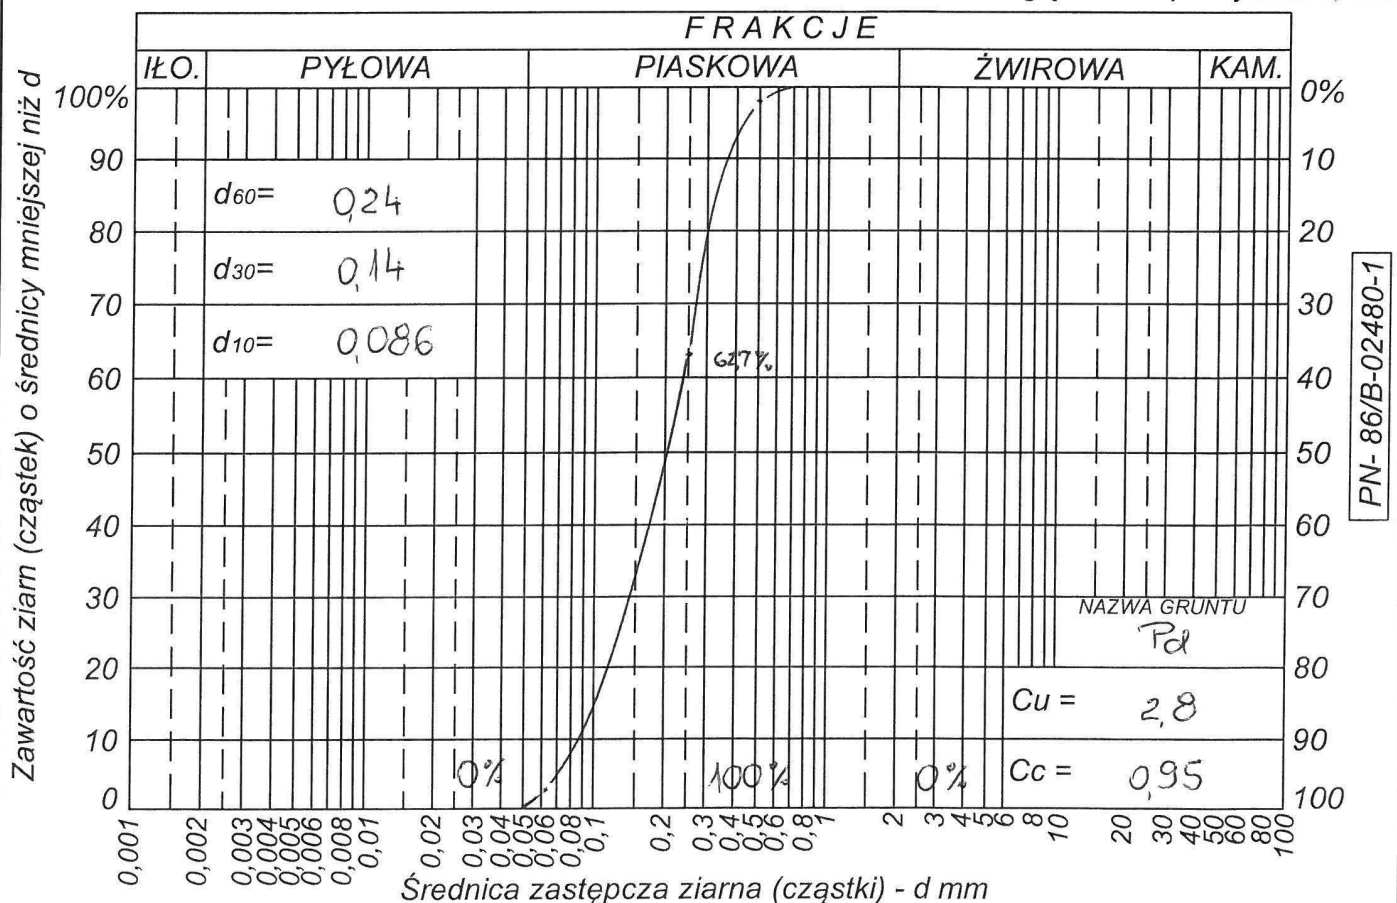 FRAKCJE
IŁO. PYŁOWA PIASKOWA ŻWIROWA KAM.
Zawartość ziarn (cząstek) o średnicy mniejszej niż d
100% 0%
90 10
d60= 0,24
80 20
d30= 0,14
70 30
d10= 0,086
62,7%
60 40
50 50
40 60
30 70
NAZWA GRUNTU
Pd
20 80
Cu = 2,8
10 90
0% 100% 0% Cc = 0,95
0 100
0,001 0,002 0,003 0,004 0,005 0,006 0,008 0,01 0,02 0,03 0,04 0,05 0,06 0,08 0,1 0,2 0,3 0,4 0,5 0,6 0,8 1 2 3 4 5 6 8 10 20 30 40 50 60 80 100
Średnica zastępcza ziarna (cząstki) - d mm
PN- 86/B-02480-1